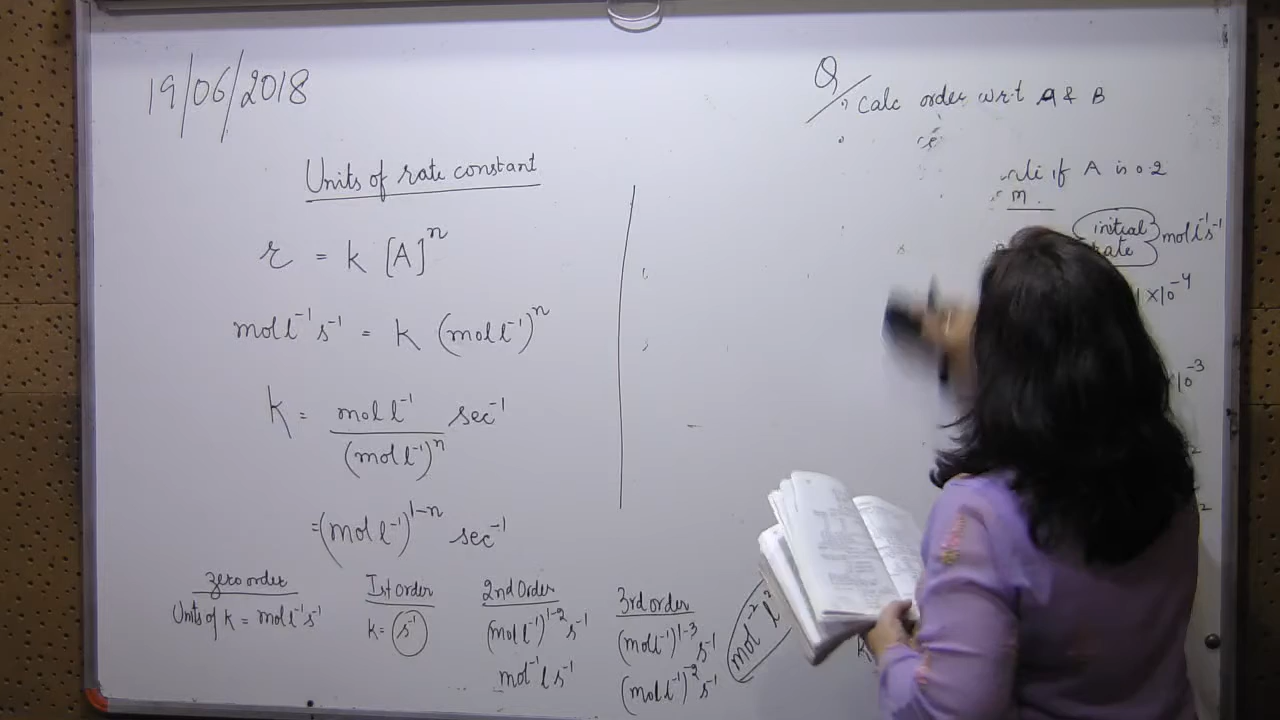 19/06/2018
Units of rate constant
r = k [A]ⁿ
mol l⁻¹ s⁻¹ = k (mol l⁻¹)ⁿ
k = mol l⁻¹ / (mol l⁻¹)ⁿ sec⁻¹
= (mol l⁻¹)¹⁻ⁿ sec⁻¹
zero order
Units of k = mol l⁻¹ s⁻¹
Ist order
k = s⁻¹
2nd Order
(mol l⁻¹)¹⁻² s⁻¹
mol⁻¹ l s⁻¹
3rd order
(mol l⁻¹)¹⁻³ s⁻¹
(mol l⁻¹)⁻² s⁻¹
mol⁻² l²
Q
Calc order w.r.t A & B
if A is 0.2
m.
initial
rate } mol l⁻¹ s⁻¹
1 × 10⁻⁴
× 10⁻³